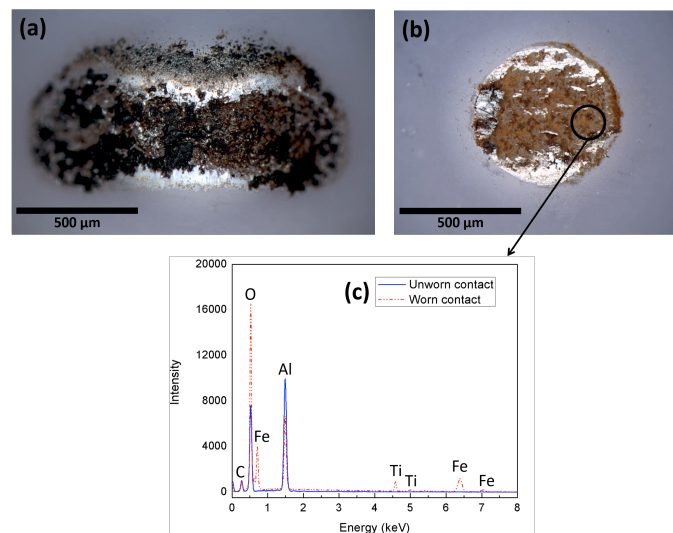 (a)
500 µm
(b)
500 µm
(c)
Unworn contact
Worn contact
20000
16000
12000
8000
4000
0
Intensity
C
O
Fe
Al
Ti
Ti
Fe
Fe
0
1
2
3
4
5
6
7
8
Energy (keV)